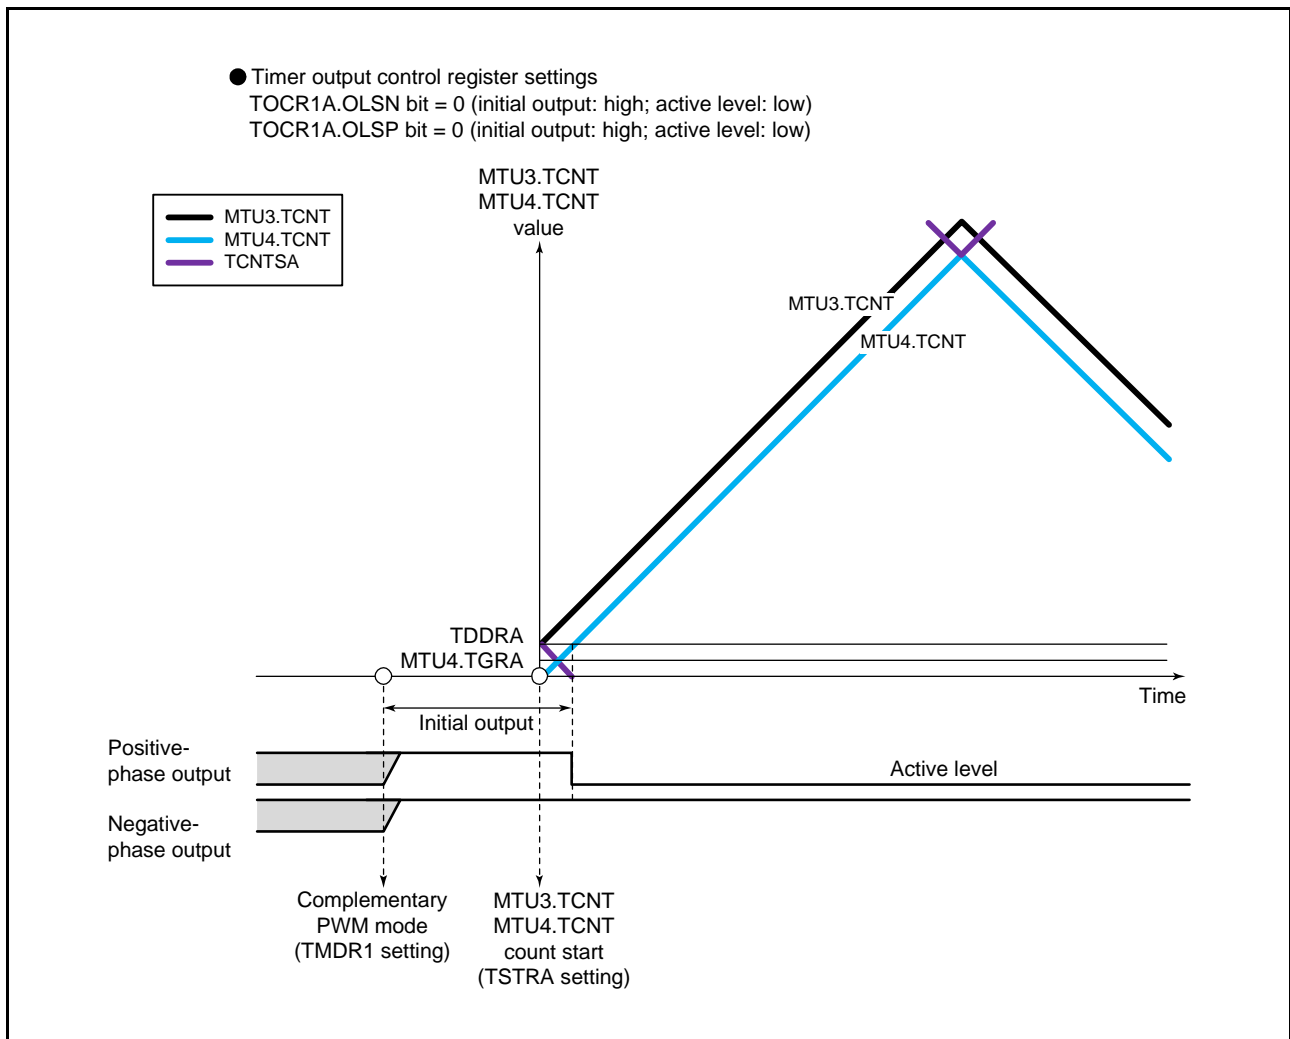 ● Timer output control register settings
TOCR1A.OLSN bit = 0 (initial output: high; active level: low)
TOCR1A.OLSP bit = 0 (initial output: high; active level: low)
MTU3.TCNT
MTU4.TCNT
value
MTU3.TCNT
MTU4.TCNT
TCNTSA
MTU3.TCNT
MTU4.TCNT
TDDRA
MTU4.TGRA
Time
Initial output
Positive-
phase output
Active level
Negative-
phase output
Complementary
PWM mode
(TMDR1 setting)
MTU3.TCNT
MTU4.TCNT
count start
(TSTRA setting)